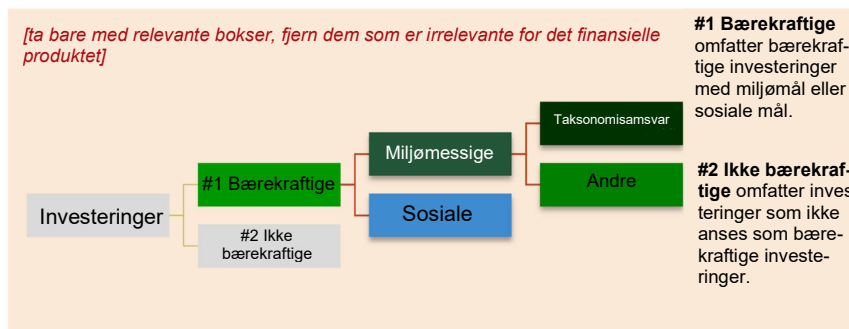 [ta bare med relevante bokser, fjern dem som er irrelevante for det finansielle
produktet]
Investeringer
#1 Bærekraftige
#2 Ikke
bærekraftige
Miljømessige
Sosiale
Taksonomisamsvar
Andre
#1 Bærekraftige
omfatter bærekraf-
tige investeringer
med miljømål eller
sosiale mål.
#2 Ikke bærekraf-
tige omfatter inves
teringer som ikke
anses som bære-
kraftige investe-
ringer.